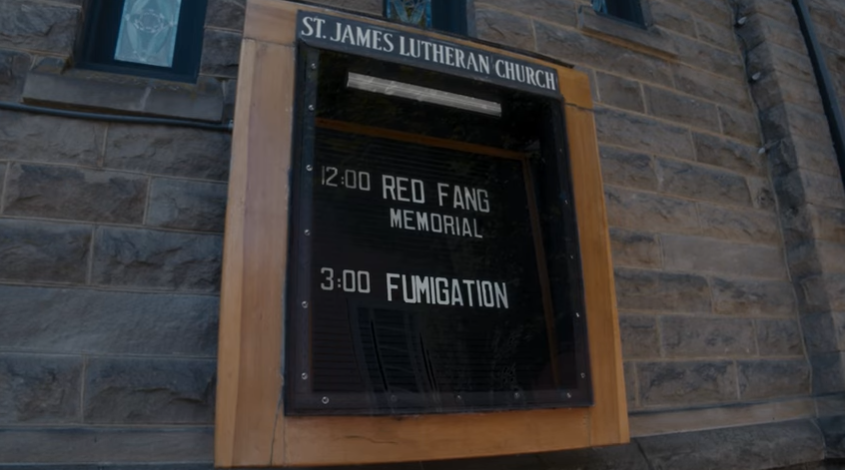 ST. JAMES LUTHERAN CHURCH
12:00 RED FANG
MEMORIAL
3:00 FUMIGATION